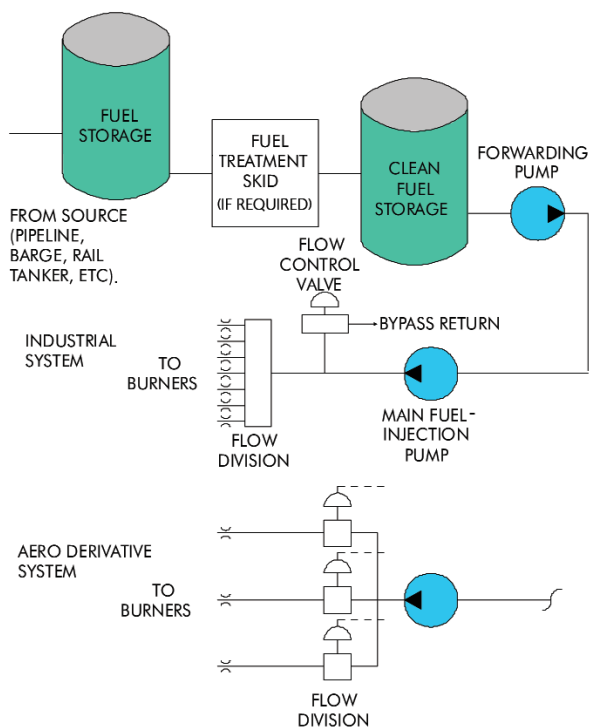 FUEL
STORAGE
FUEL
TREATMENT
SKID
(IF REQUIRED)
CLEAN
FUEL
STORAGE
FORWARDING
PUMP
FROM SOURCE
(PIPELINE,
BARGE, RAIL
TANKER, ETC).
FLOW
CONTROL
VALVE
BYPASS RETURN
INDUSTRIAL
SYSTEM
TO
BURNERS
FLOW
DIVISION
MAIN FUEL-
INJECTION
PUMP
AERO DERIVATIVE
SYSTEM
TO
BURNERS
FLOW
DIVISION